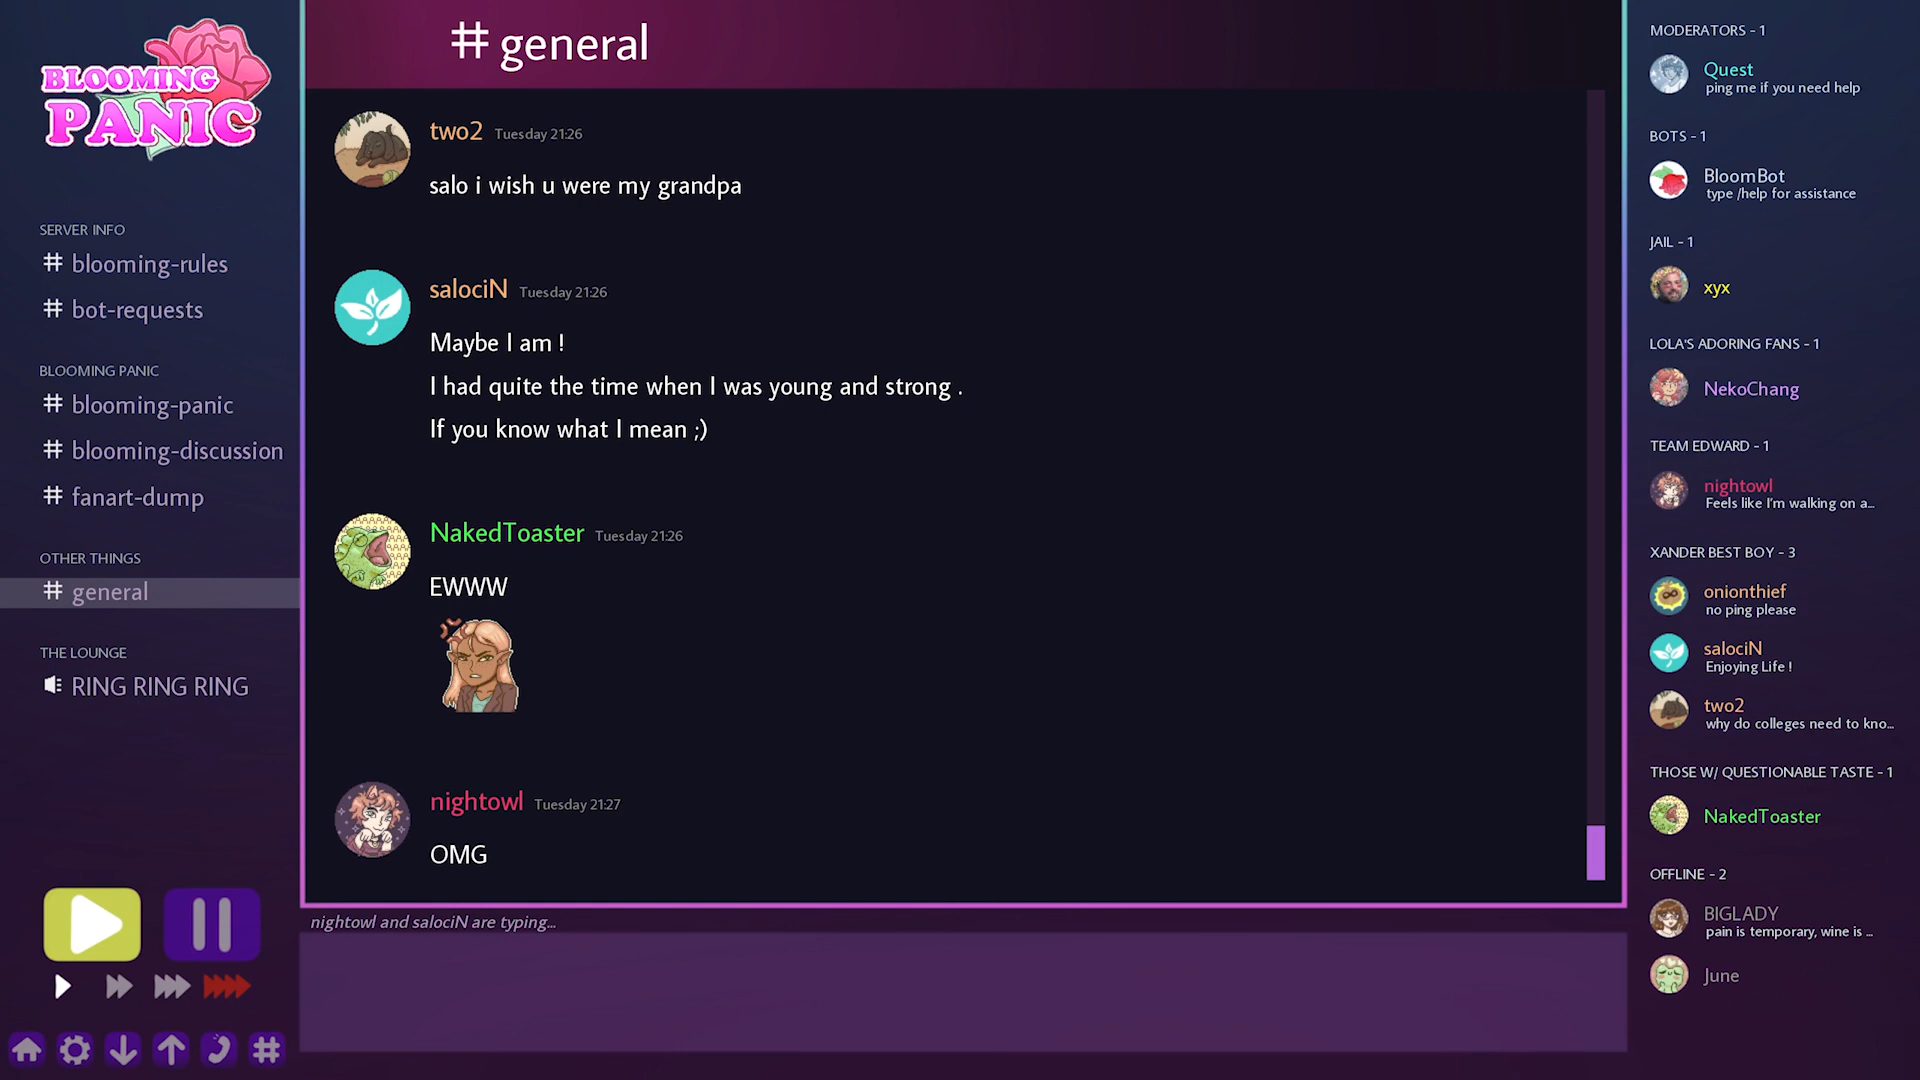 BLOOMING
PANIC
SERVER INFO
# blooming-rules
# bot-requests
BLOOMING PANIC
# blooming-panic
# blooming-discussion
# fanart-dump
OTHER THINGS
# general
THE LOUNGE
RING RING RING
# general
two2 Tuesday 21:26
salo i wish u were my grandpa
salociN Tuesday 21:26
Maybe I am !
I had quite the time when I was young and strong .
If you know what I mean ;)
NakedToaster Tuesday 21:26
EWWW
nightowl Tuesday 21:27
OMG
nightowl and salociN are typing...
MODERATORS - 1
Quest
ping me if you need help
BOTS - 1
BloomBot
type /help for assistance
JAIL - 1
xyx
LOLA'S ADORING FANS - 1
NekoChang
TEAM EDWARD - 1
nightowl
Feels like I'm walking on a...
XANDER BEST BOY - 3
onionthief
no ping please
salociN
Enjoying Life !
two2
why do colleges need to kno...
THOSE W/ QUESTIONABLE TASTE - 1
NakedToaster
OFFLINE - 2
BIGLADY
pain is temporary, wine is ...
June